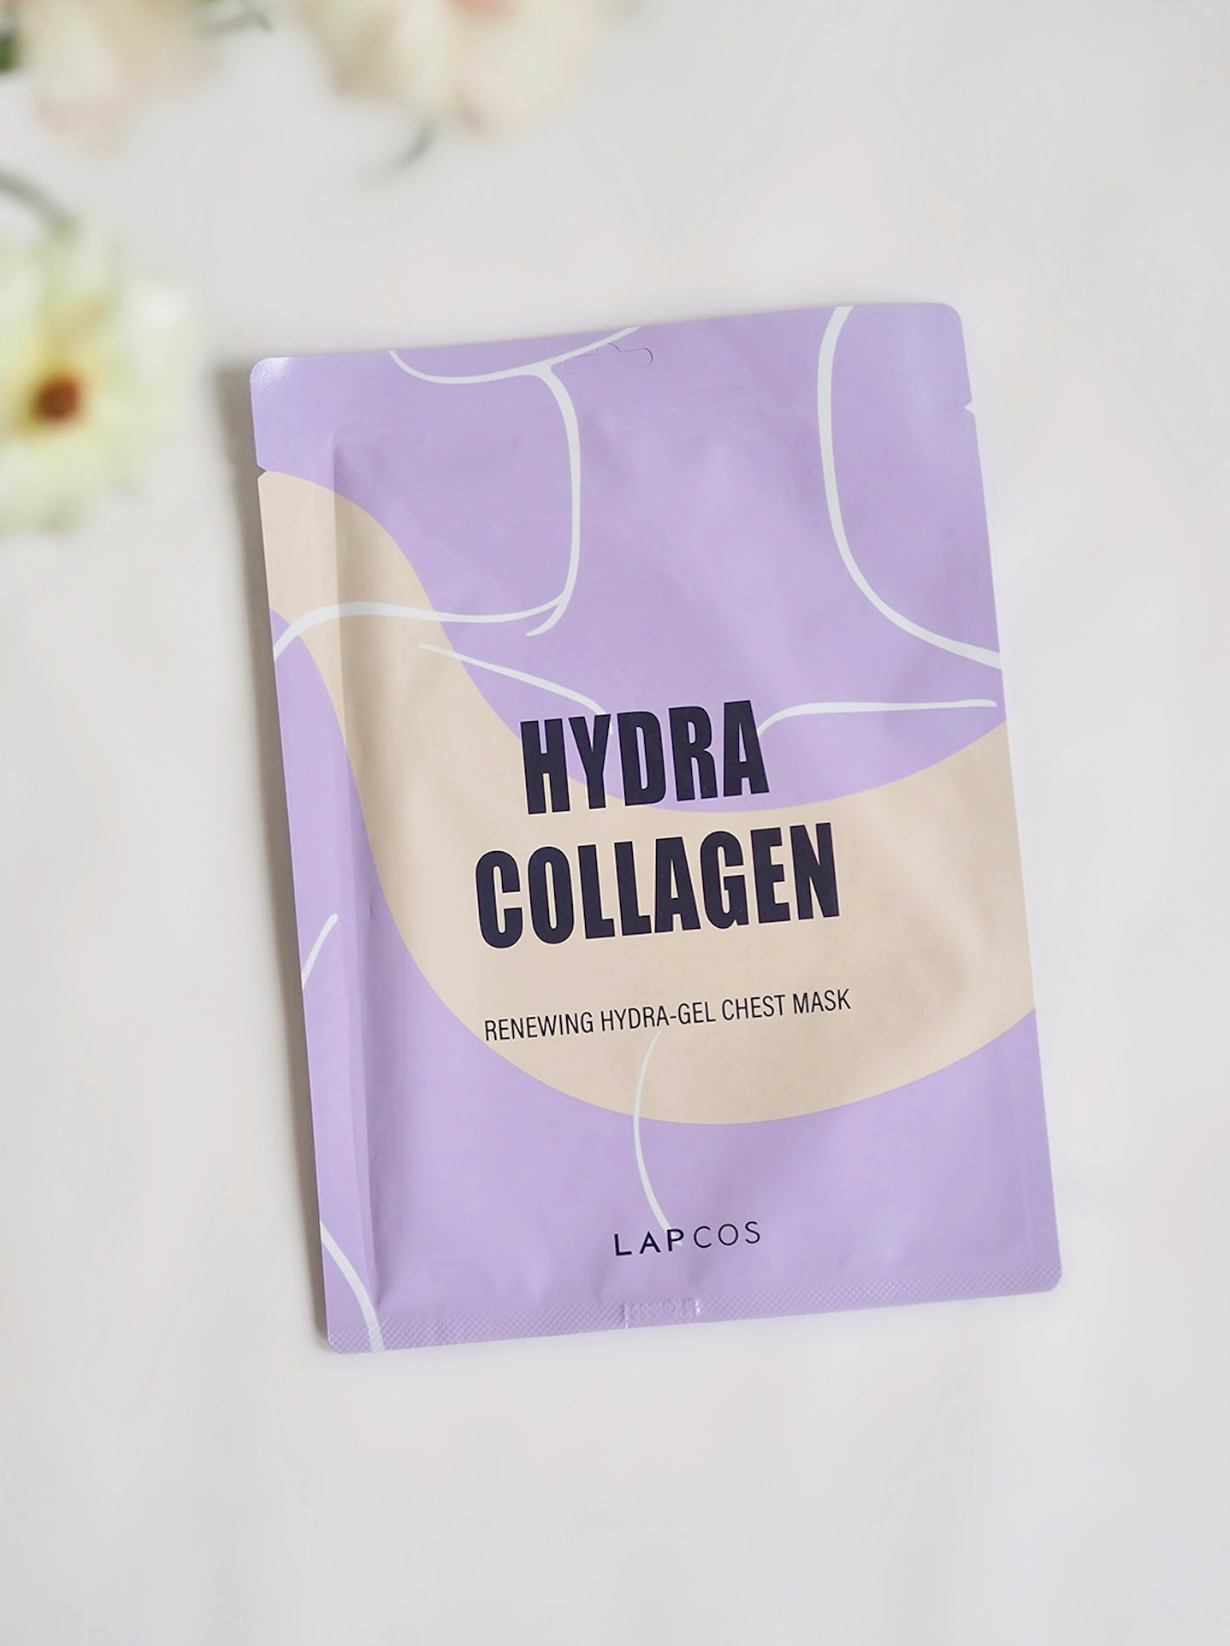 HYDRA
COLLAGEN
RENEWING HYDRA-GEL CHEST MASK
LAPCOS